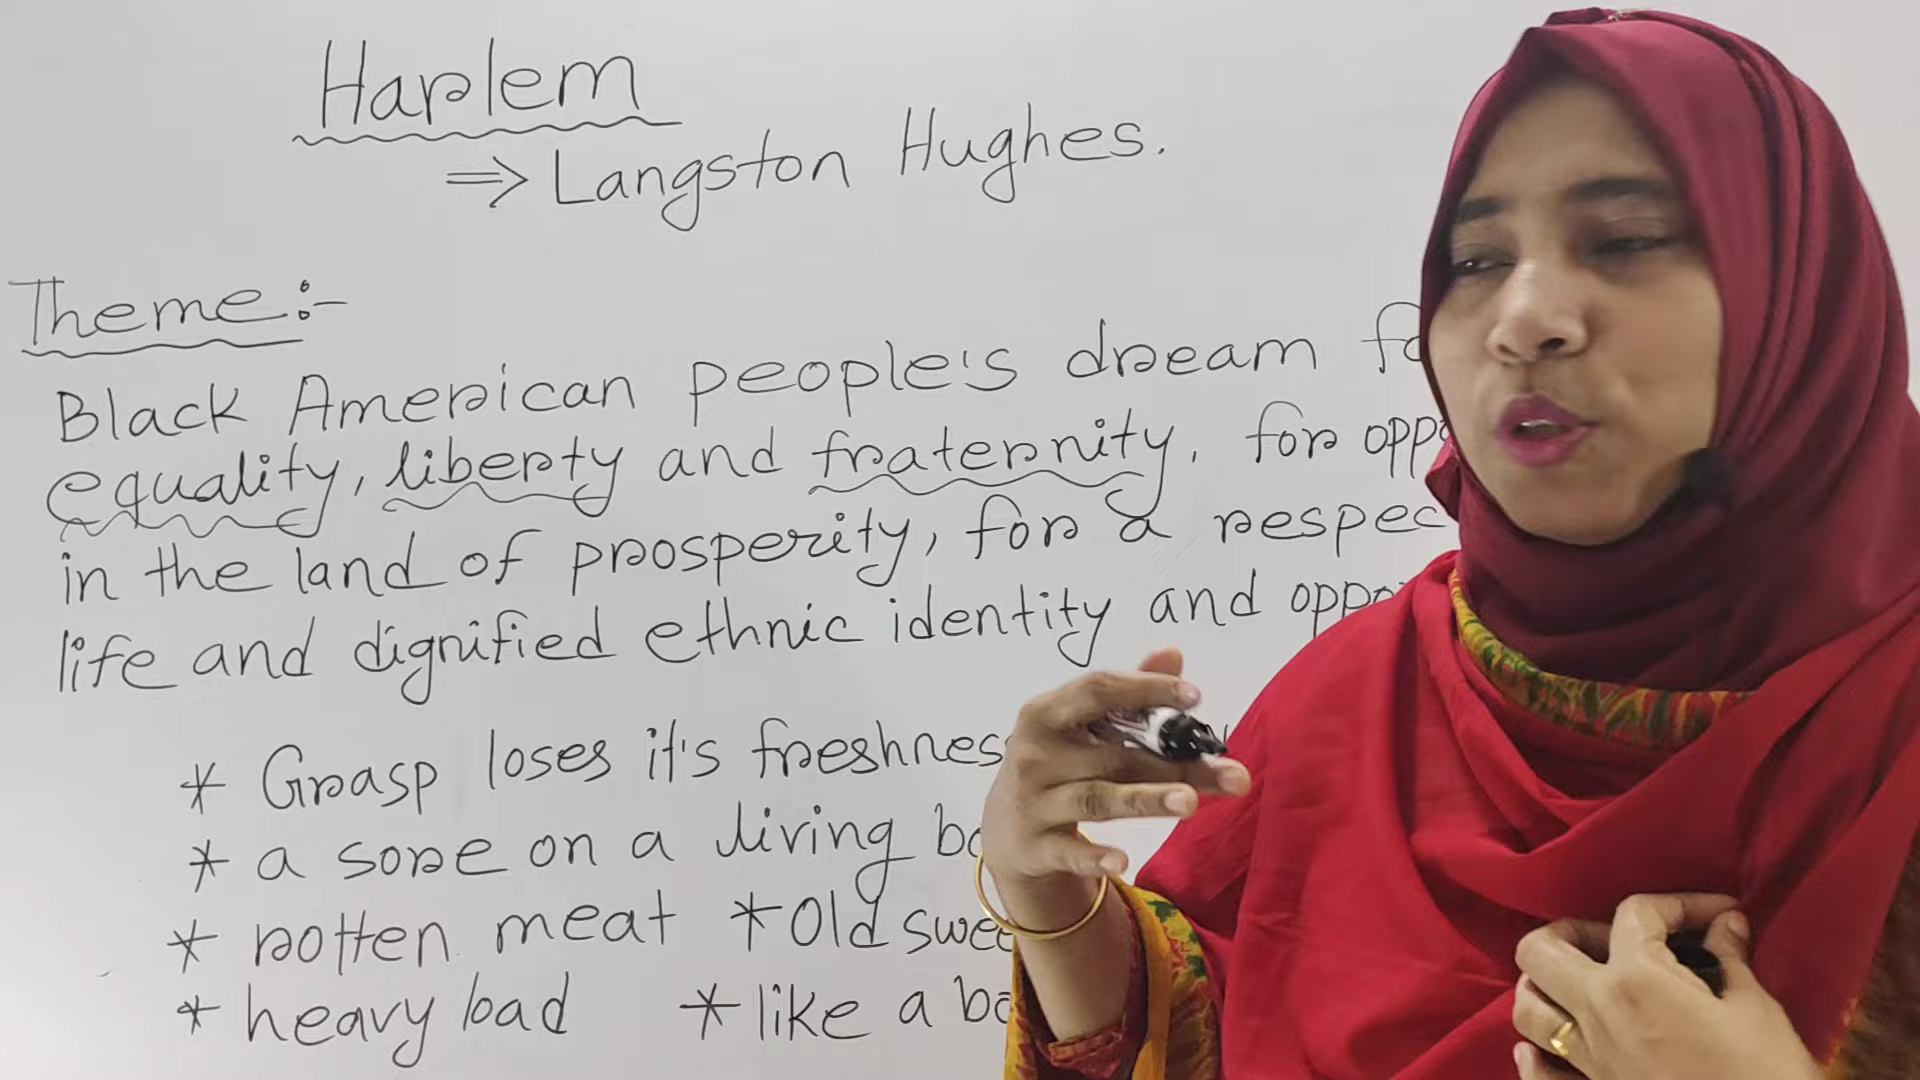 Harlem
⇒ Langston Hughes.
Theme:-
Black American people's dream
equality, liberty and fraternity, for
in the land of prosperity, for a
life and dignified ethnic identity and
* Grasp loses it's
* a sore on a living
* rotten meat * Old
* heavy load * like a